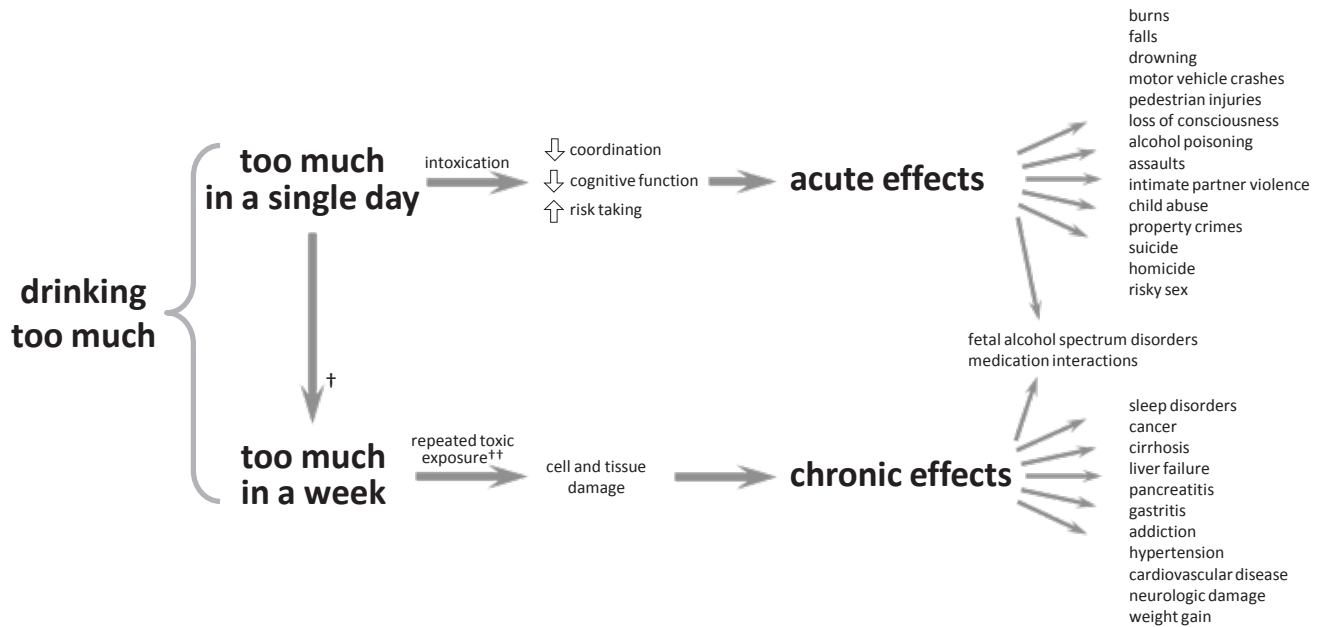 drinking
too much
too much
in a single day
intoxication
coordination
cognitive function
risk taking
acute effects
burns
falls
drowning
motor vehicle crashes
pedestrian injuries
loss of consciousness
alcohol poisoning
assaults
intimate partner violence
child abuse
property crimes
suicide
homicide
risky sex
fetal alcohol spectrum disorders
medication interactions
†
too much
in a week
repeated toxic
exposure††
cell and tissue
damage
chronic effects
sleep disorders
cancer
cirrhosis
liver failure
pancreatitis
gastritis
addiction
hypertension
cardiovascular disease
neurologic damage
weight gain